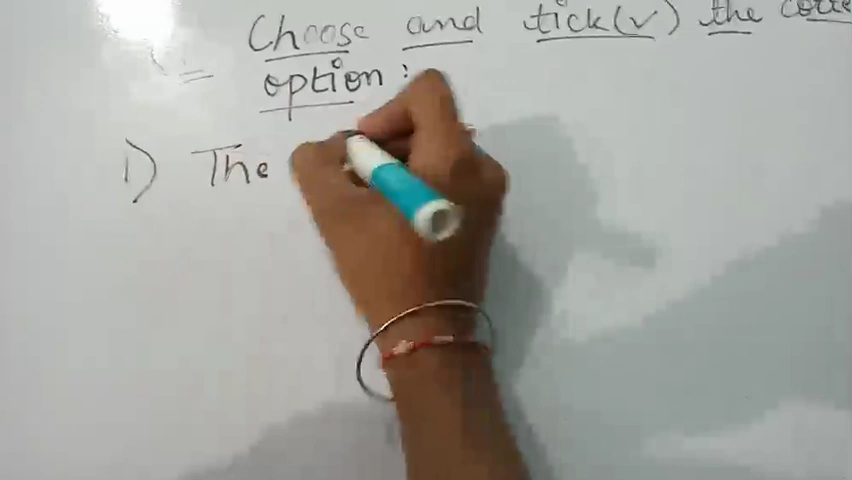 Choose and tick(✓) the
option:
1) The